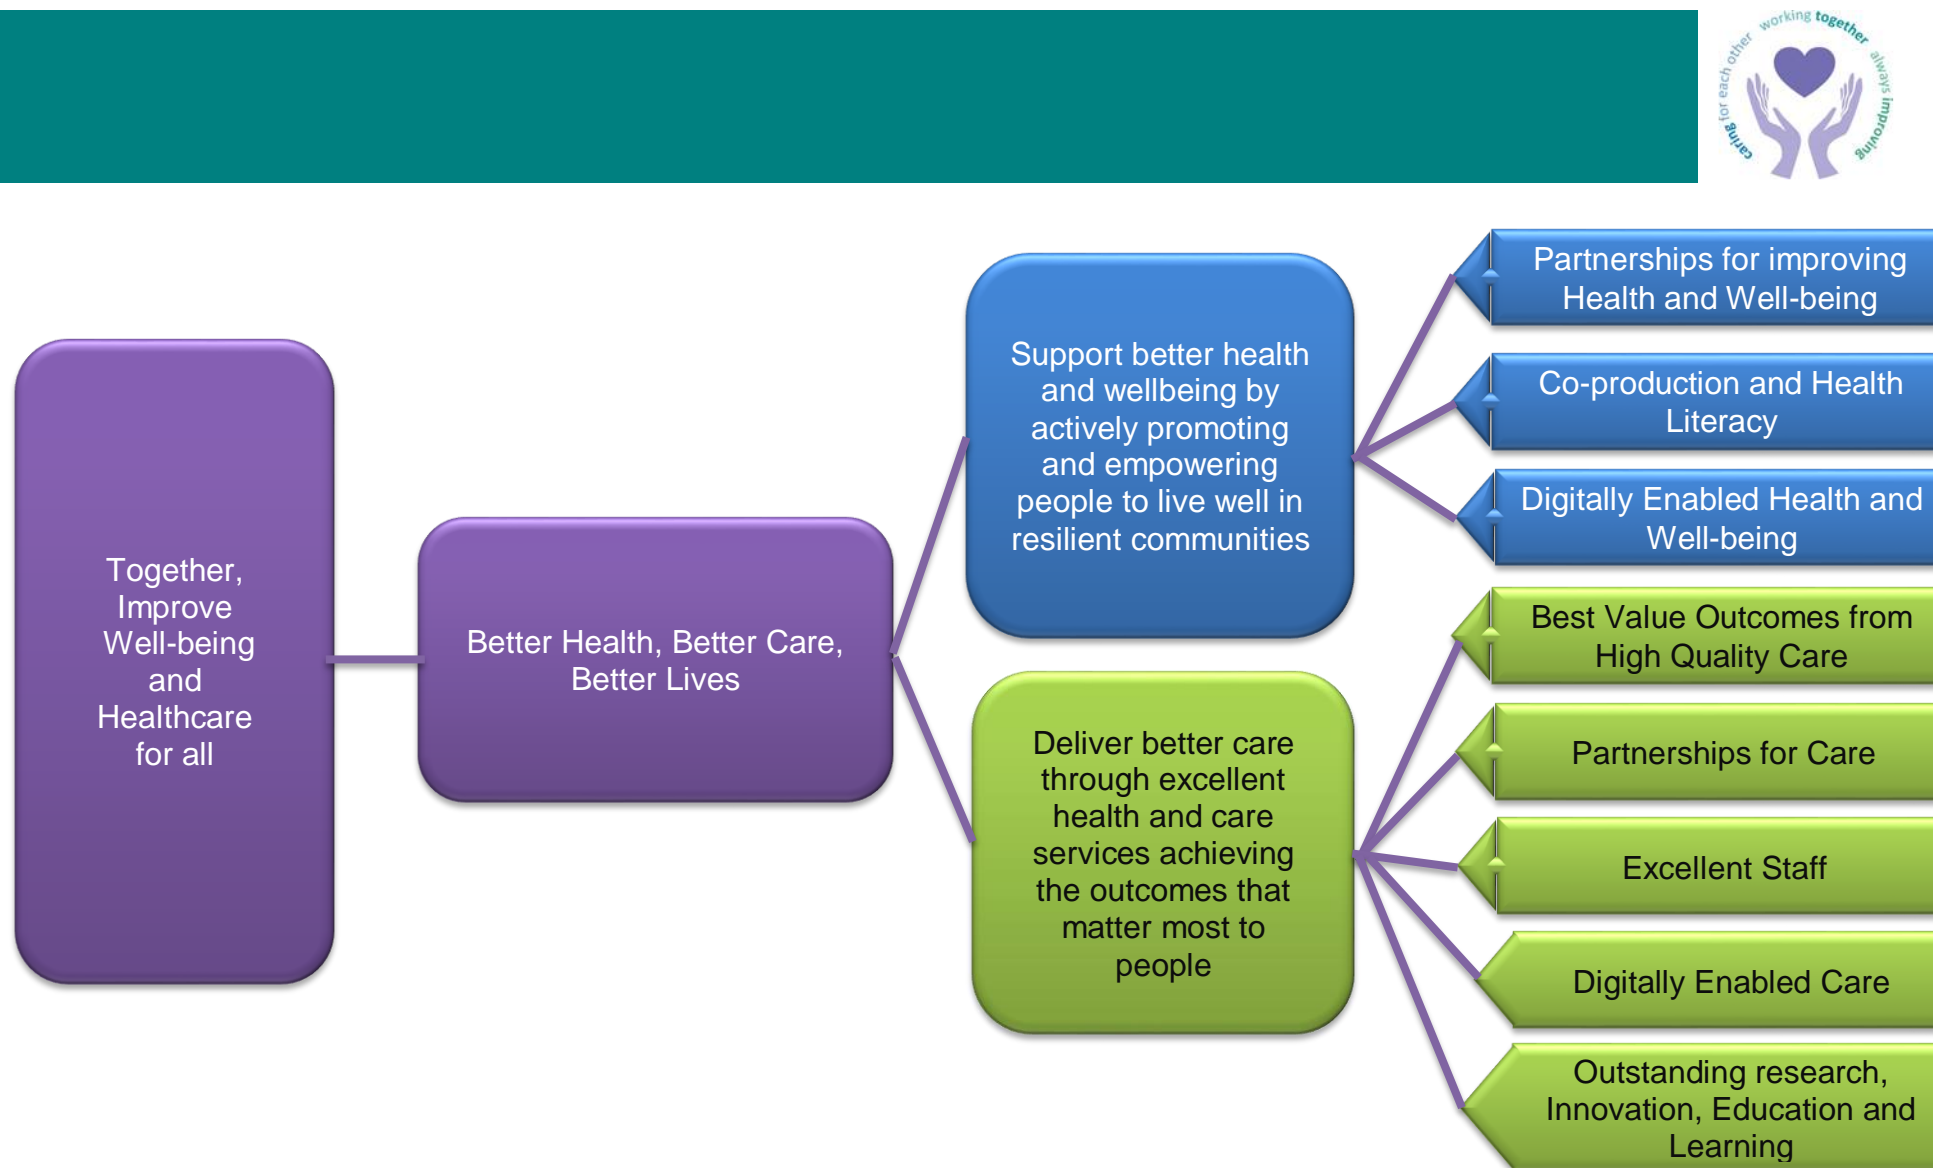 caring for each other working together always improving
Together,
Improve
Well-being
and
Healthcare
for all
Better Health, Better Care,
Better Lives
Support better health
and wellbeing by
actively promoting
and empowering
people to live well in
resilient communities
Deliver better care
through excellent
health and care
services achieving
the outcomes that
matter most to
people
Partnerships for improving
Health and Well-being
Co-production and Health
Literacy
Digitally Enabled Health and
Well-being
Best Value Outcomes from
High Quality Care
Partnerships for Care
Excellent Staff
Digitally Enabled Care
Outstanding research,
Innovation, Education and
Learning